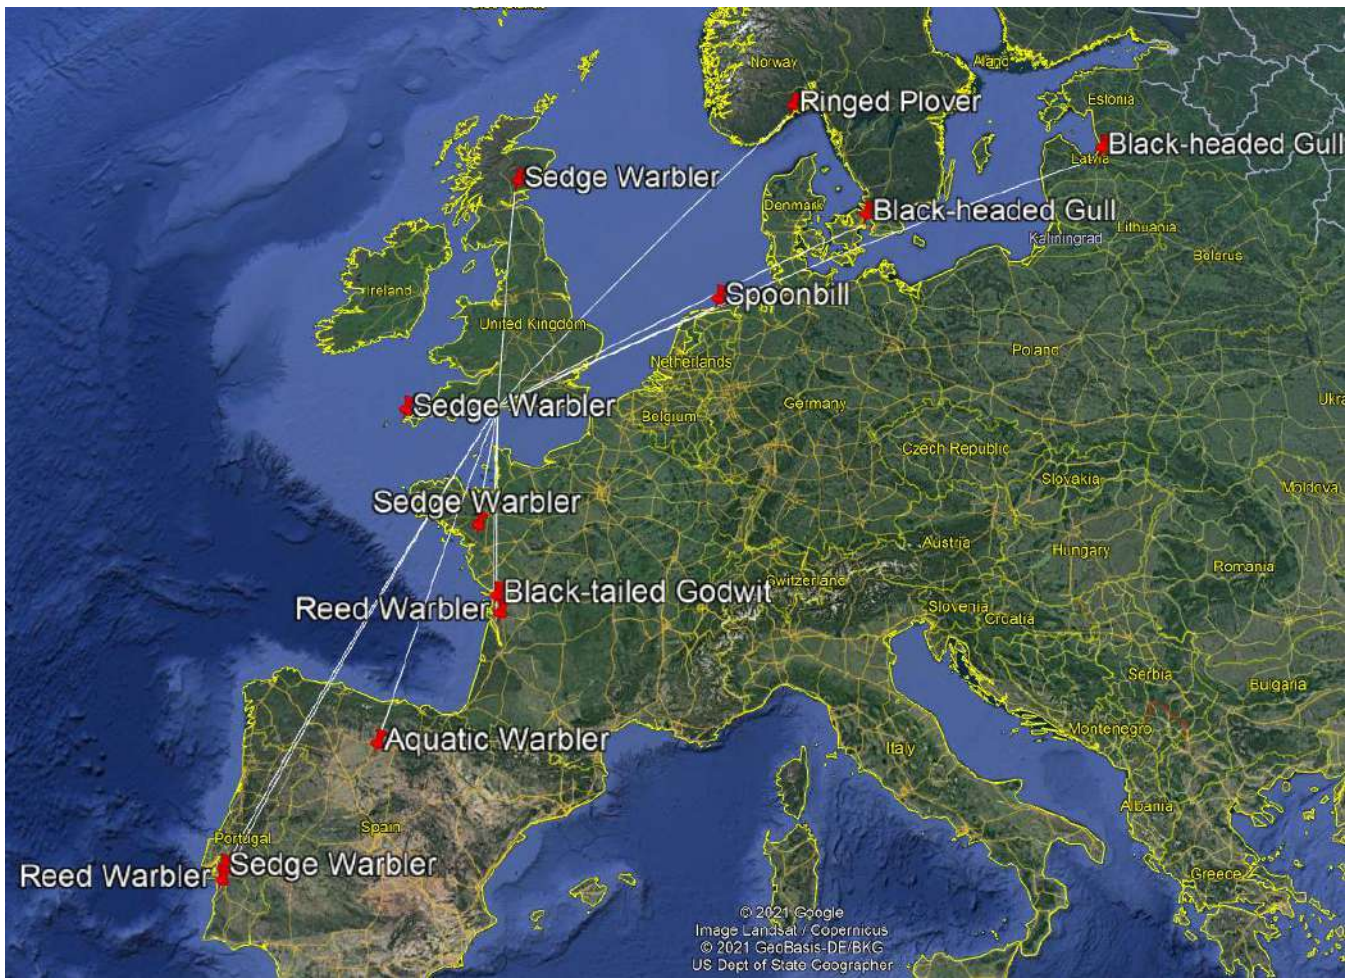 Norway
Åland
Estonia
Ringed Plover
Black-headed Gull
Latvia
Sedge Warbler
Denmark
Black-headed Gull
Lithuania
Kaliningrad
Belarus
Ireland
Spoonbill
United Kingdom
Netherlands
Poland
Sedge Warbler
Belgium
Germany
Ukra
Czech Republic
Slovakia
Moldova
Sedge Warbler
Austria
Hungary
Romania
Black-tailed Godwit
Switzerland
Reed Warbler
Slovenia
Croatia
Serbia
Bulgaria
Montenegro
Aquatic Warbler
Italy
Albania
Spain
Portugal
Sedge Warbler
Reed Warbler
Greece
© 2021 Google
Image Landsat / Copernicus
© 2021 GeoBasis-DE/BKG
US Dept of State Geographer